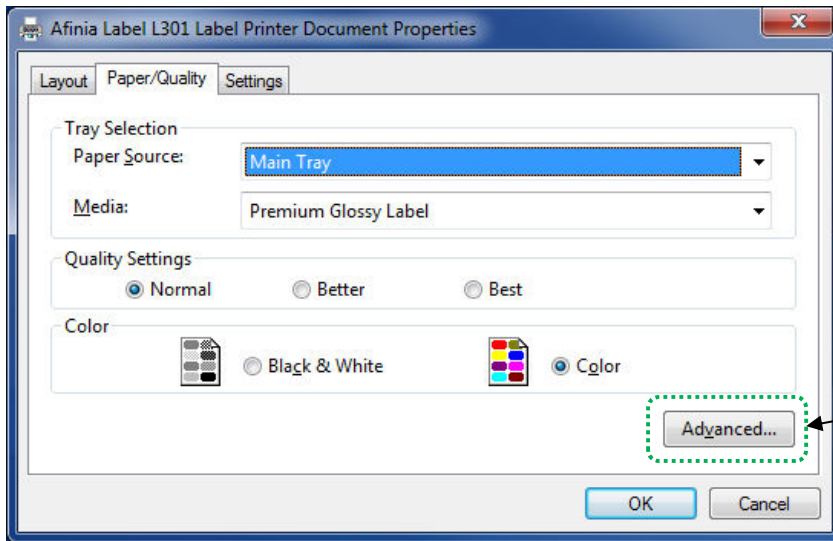 Afinia Label L301 Label Printer Document Properties
Layout Paper/Quality Settings
Tray Selection
Paper Source: Main Tray
Media: Premium Glossy Label
Quality Settings
Normal Better Best
Color
Black & White Color
Advanced...
OK Cancel